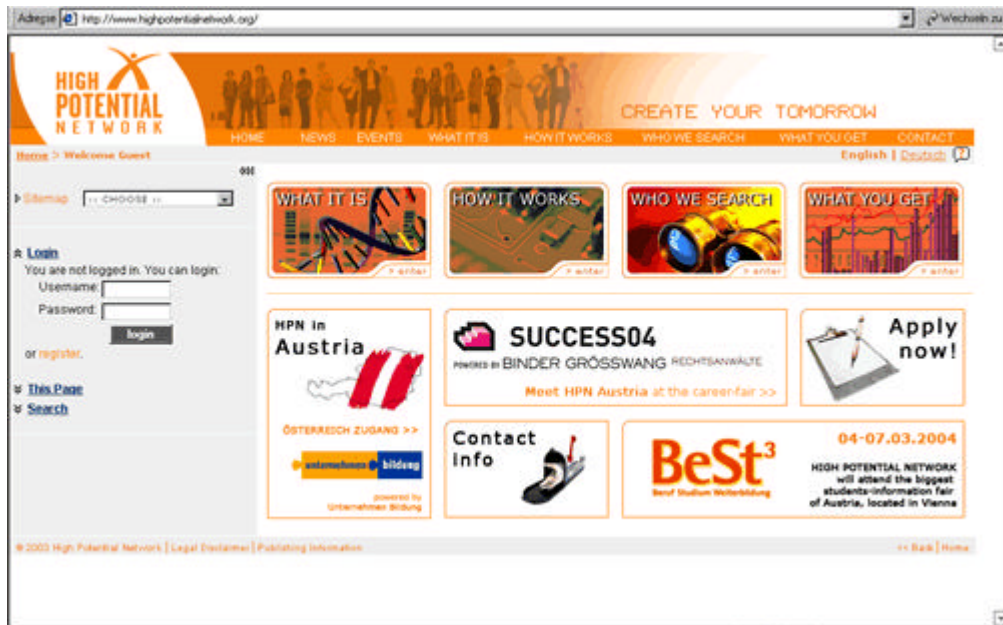 Adresse http://www.highpotentialnetwork.org/ Wechseln zu
HIGH
POTENTIAL
NETWORK
CREATE YOUR TOMORROW
HOME NEWS EVENTS WHAT IT IS HOW IT WORKS WHO WE SEARCH WHAT YOU GET CONTACT
Home > Welcome Guest
English | Deutsch ?
Sitemap -- CHOOSE --
Login
You are not logged in. You can login:
Username:
Password:
login
or register.
This Page
Search
WHAT IT IS
> enter
HOW IT WORKS
> enter
WHO WE SEARCH
> enter
WHAT YOU GET
> enter
HPN in
Austria
ÖSTERREICH ZUGANG >>
unternehmen bildung
powered by
Unternehmen Bildung
SUCCESS04
POWERED BY BINDER GRÖSSWANG RECHTSANWÄLTE
Meet HPN Austria at the career-fair >>
Apply
now!
Contact
info
BeSt³
Beruf Studium Weiterbildung
04-07.03.2004
HIGH POTENTIAL NETWORK
will attend the biggest
students-information fair
of Austria, located in Vienna
© 2003 High Potential Network | Legal Disclaimer | Publishing Information
<< Back | Home